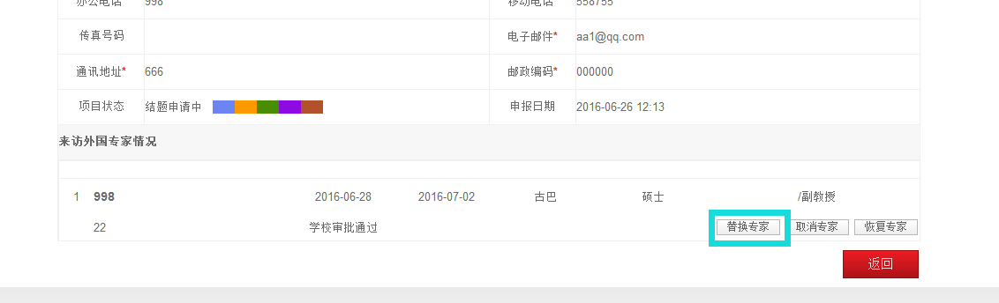 办公电话 998 移动电话 558755
传真号码 电子邮件* aa1@qq.com
通讯地址* 666 邮政编码* 000000
项目状态 结题申请中 申报日期 2016-06-26 12:13
来访外国专家情况
1 998 2016-06-28 2016-07-02 古巴 硕士 /副教授
22 学校审批通过 替换专家 取消专家 恢复专家
返回